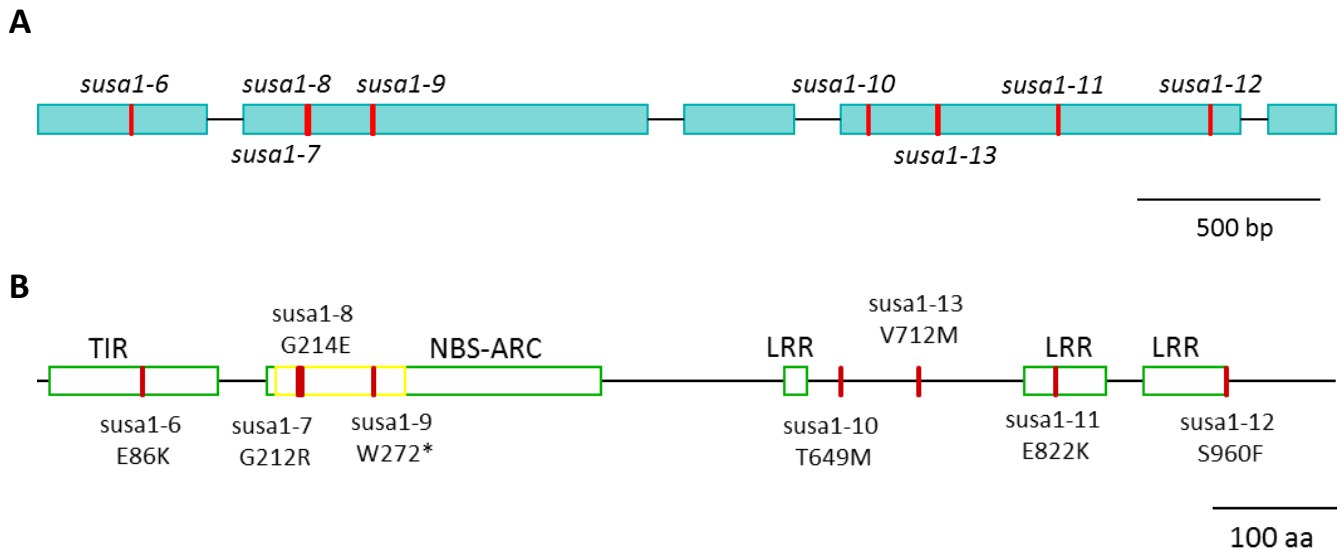 A
susa1-6
susa1-8
susa1-9
susa1-10
susa1-11
susa1-12
susa1-7
susa1-13
500 bp
B
susa1-8
G214E
susa1-13
V712M
TIR
NBS-ARC
LRR
LRR
LRR
susa1-6
E86K
susa1-7
G212R
susa1-9
W272*
susa1-10
T649M
susa1-11
E822K
susa1-12
S960F
100 aa